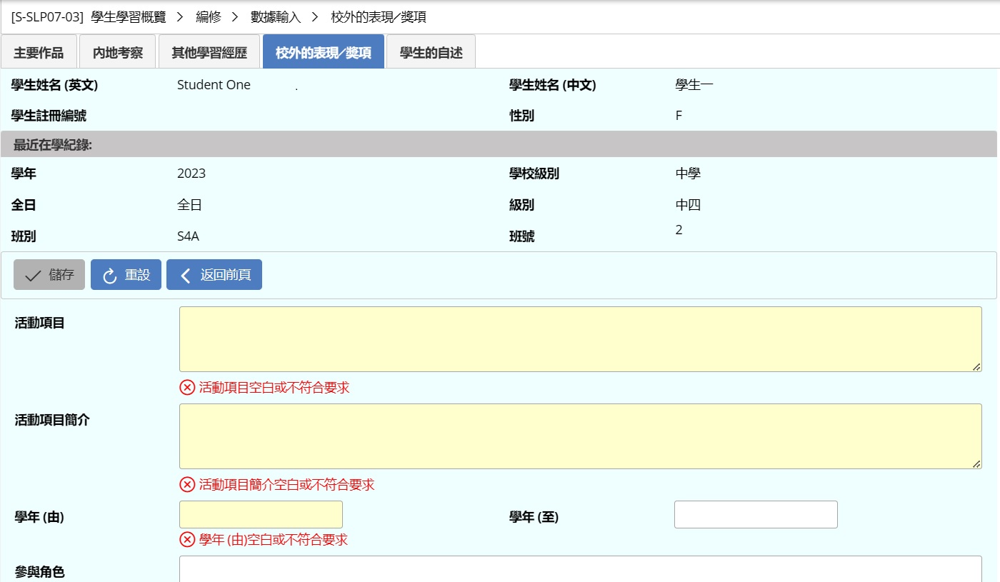 [S-SLP07-03] 學生學習概覽 > 編修 > 數據輸入 > 校外的表現/獎項
主要作品 內地考察 其他學習經歷 校外的表現/獎項 學生的自述
學生姓名 (英文) Student One . 學生姓名 (中文) 學生一
學生註冊編號 性別 F
最近在學紀錄:
學年 2023 學校級別 中學
全日 全日 級別 中四
班別 S4A 班號 2
儲存 重設 返回前頁
活動項目
活動項目空白或不符合要求
活動項目簡介
活動項目簡介空白或不符合要求
學年 (由) 學年 (至)
學年 (由)空白或不符合要求
參與角色